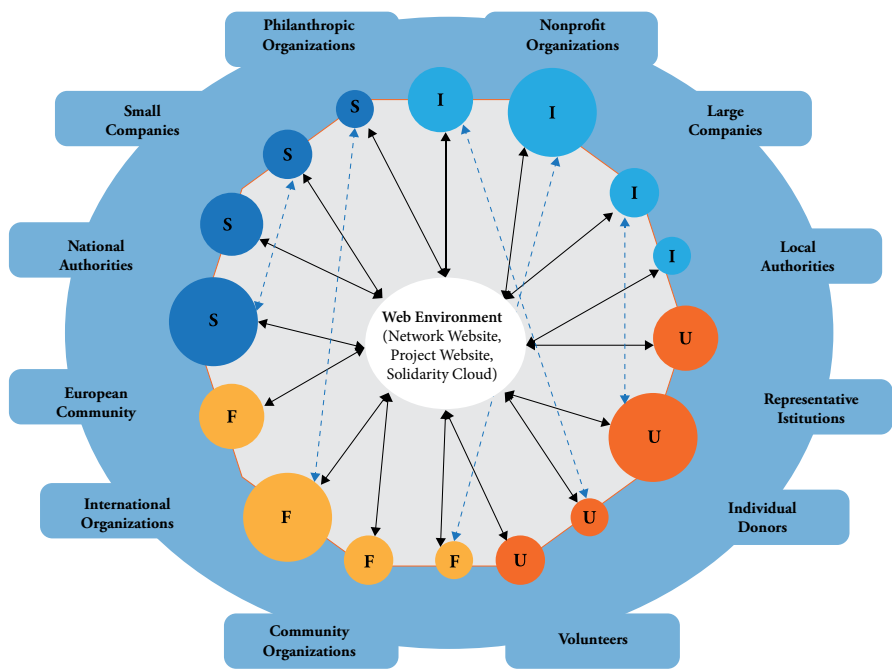 Philanthropic
Organizations
Nonprofit
Organizations
Small
Companies
Large
Companies
S
I
I
S
I
S
I
National
Authorities
Local
Authorities
S
U
Web Environment
(Network Website,
Project Website,
Solidarity Cloud)
European
Community
F
U
Representative
Istitutions
International
Organizations
F
U
Individual
Donors
F
F
U
Community
Organizations
Volunteers